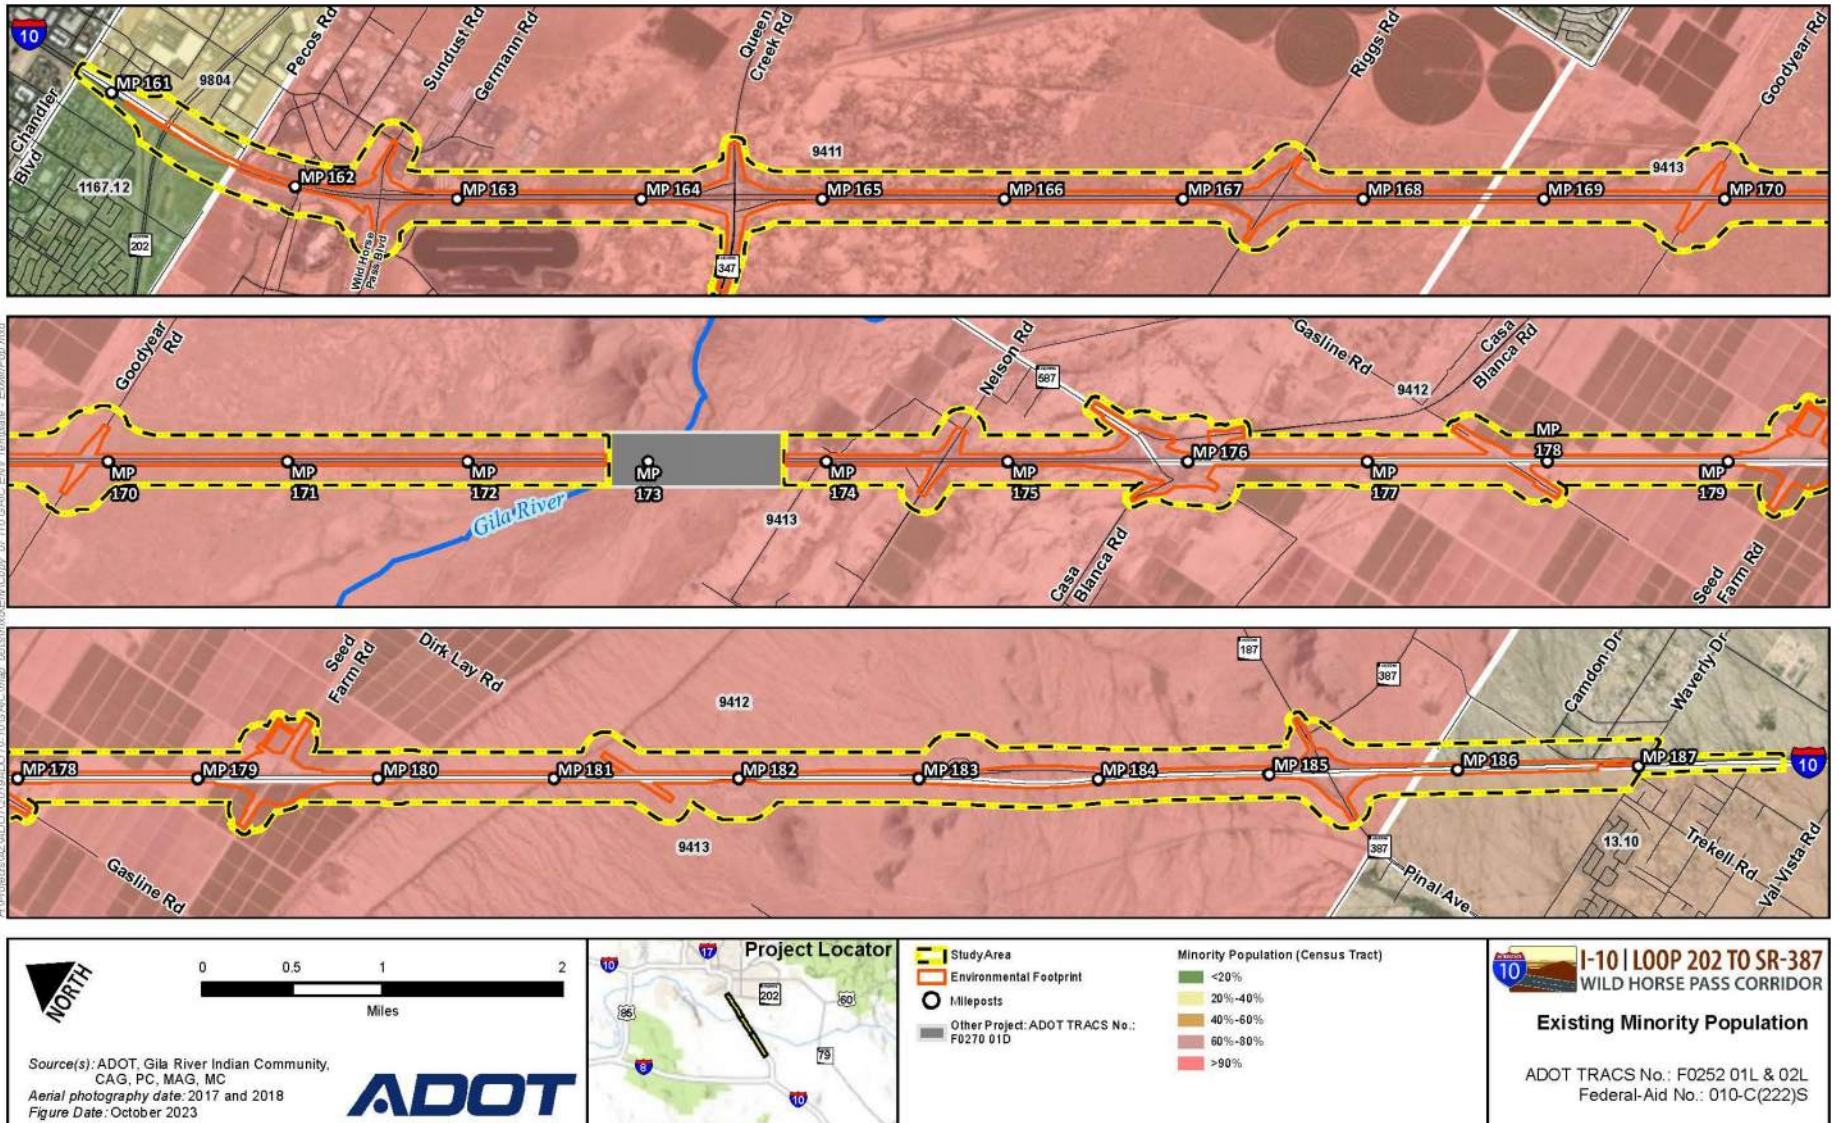 10
Chandler
Blvd
MP 161
9804
Pecos Rd
Sundust Rd
Germann Rd
Queen
Creek Rd
Riggs Rd
Goodyear Rd
1167.12
202
MP 162
Wild Horse
Pass Blvd
MP 163
MP 164
347
9411
MP 165
MP 166
MP 167
MP 168
MP 169
9413
MP 170
Goodyear
Rd
MP
170
MP
171
MP
172
MP
173
Gila River
MP
174
9413
Nelson Rd
587
MP
175
Casa
Blanca Rd
MP 176
Gasline Rd
9412
Casa
Blanca Rd
MP
177
MP
178
MP
179
Seed
Farm Rd
MP 178
Gasline Rd
MP 179
Seed
Farm Rd
Dirk Lay Rd
MP 180
MP 181
9412
9413
MP 182
MP 183
MP 184
187
387
MP 185
387
Pinal Ave
MP 186
Camdon Dr
Waverly Dr
MP 187
10
13.10
Trekell Rd
Val Vista Rd
NORTH
0 0.5 1 2
Miles
Source(s): ADOT, Gila River Indian Community,
CAG, PC, MAG, MC
Aerial photography date: 2017 and 2018
Figure Date: October 2023
ADOT
Project Locator
10
17
202
60
85
79
8
10
Study Area
Environmental Footprint
Mileposts
Other Project: ADOT TRACS No.:
F0270 01D
Minority Population (Census Tract)
<20%
20%-40%
40%-60%
60%-80%
>90%
10
I-10 | LOOP 202 TO SR-387
WILD HORSE PASS CORRIDOR
Existing Minority Population
ADOT TRACS No.: F0252 01L & 02L
Federal-Aid No.: 010-C(222)S